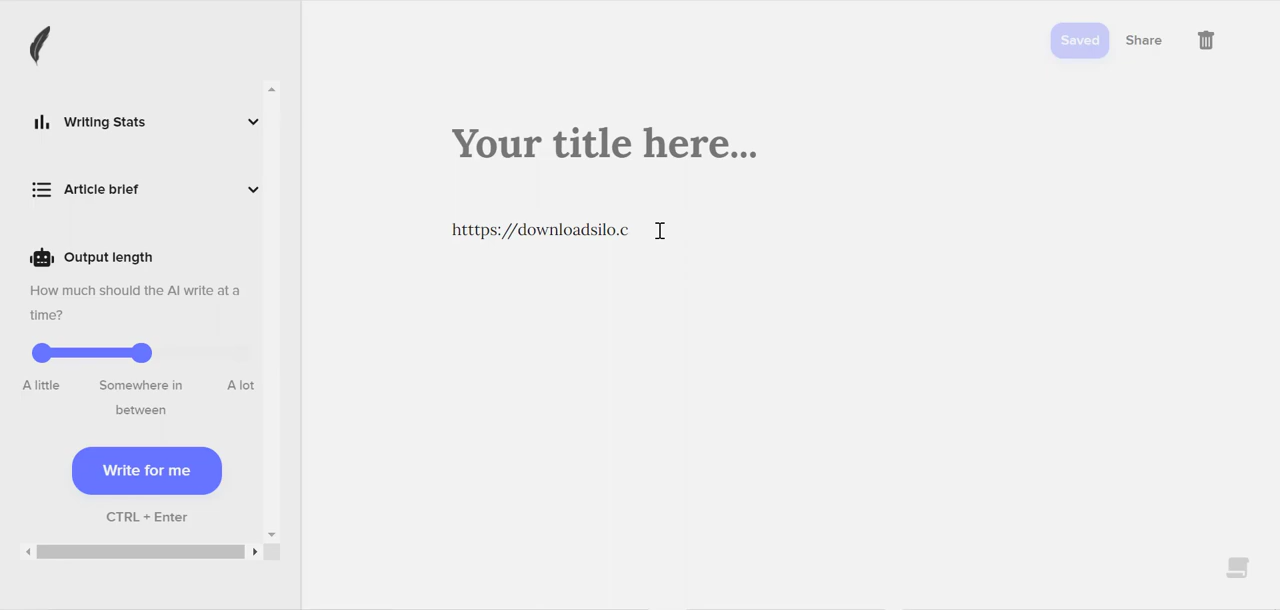 Saved
Share
Writing Stats
Your title here...
Article brief
htttps://downloadsilo.c
Output length
How much should the AI write at a
time?
A little
Somewhere in
between
A lot
Write for me
CTRL + Enter